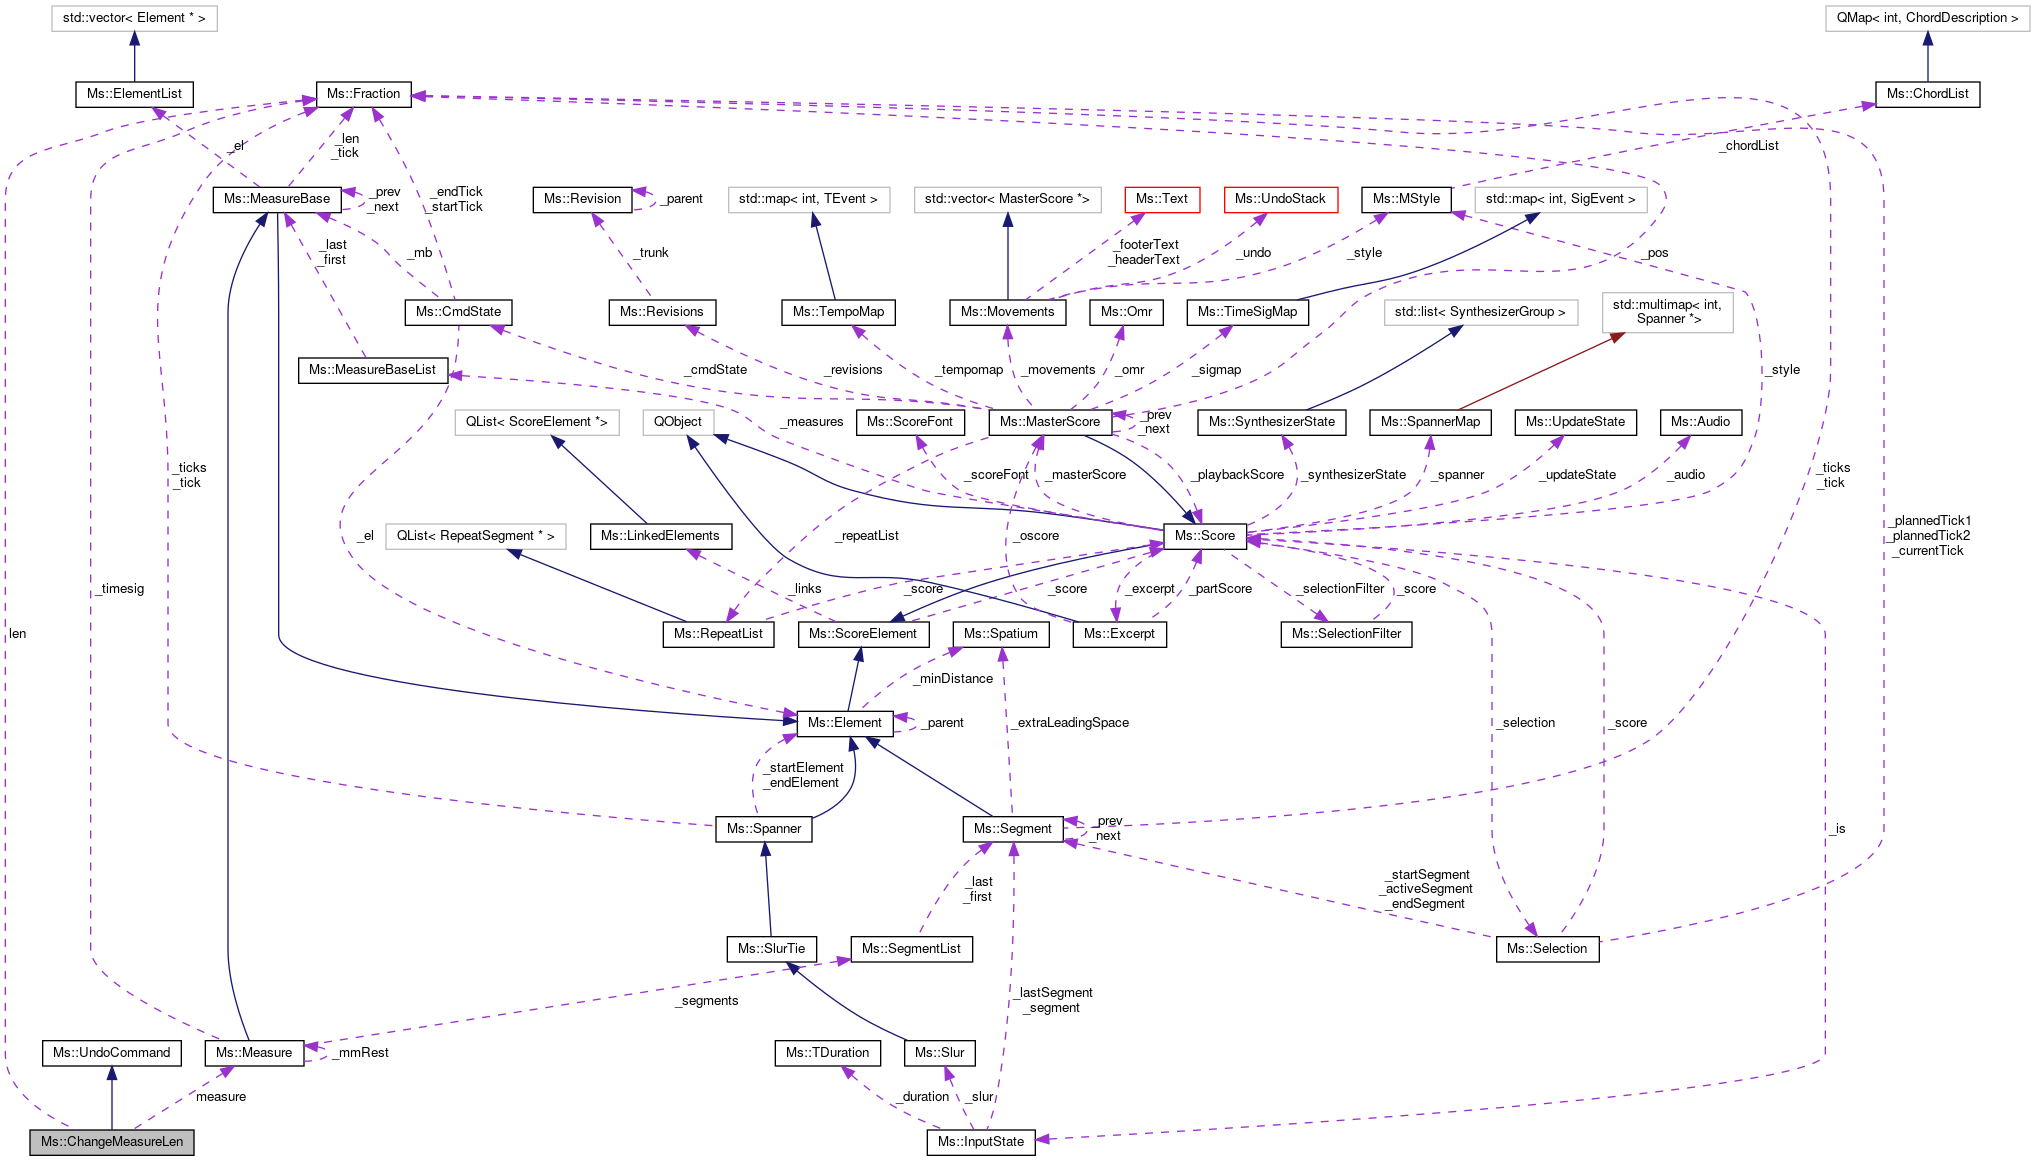 std::vector< Element * >
QMap< int, ChordDescription >
Ms::ElementList
Ms::Fraction
Ms::ChordList
_el
_len
_tick
_chordList
Ms::MeasureBase
_prev
_next
_endTick
_startTick
Ms::Revision
_parent
std::map< int, TEvent >
std::vector< MasterScore *>
Ms::Text
Ms::UndoStack
Ms::MStyle
std::map< int, SigEvent >
_last
_first
_mb
_trunk
_footerText
_headerText
_undo
_style
_pos
Ms::CmdState
Ms::Revisions
Ms::TempoMap
Ms::Movements
Ms::Omr
Ms::TimeSigMap
std::list< SynthesizerGroup >
std::multimap< int,
Spanner *>
Ms::MeasureBaseList
_cmdState
_revisions
_tempomap
_movements
_omr
_sigmap
_style
QList< ScoreElement *>
QObject
_measures
Ms::ScoreFont
Ms::MasterScore
_prev
_next
Ms::SynthesizerState
Ms::SpannerMap
Ms::UpdateState
Ms::Audio
_ticks
_tick
_scoreFont
_masterScore
_playbackScore
_synthesizerState
_spanner
_updateState
_audio
_ticks
_tick
_el
QList< RepeatSegment * >
Ms::LinkedElements
_repeatList
_oscore
Ms::Score
_plannedTick1
_plannedTick2
_currentTick
_timesig
_links
_score
_score
_excerpt
_partScore
_selectionFilter
_score
len
Ms::RepeatList
Ms::ScoreElement
Ms::Spatium
Ms::Excerpt
Ms::SelectionFilter
_minDistance
Ms::Element
_parent
_extraLeadingSpace
_selection
_score
_startElement
_endElement
Ms::Spanner
Ms::Segment
_prev
_next
_is
_last
_first
_startSegment
_activeSegment
_endSegment
Ms::SlurTie
Ms::SegmentList
Ms::Selection
_segments
_lastSegment
_segment
Ms::UndoCommand
Ms::Measure
_mmRest
Ms::TDuration
Ms::Slur
measure
_duration
_slur
Ms::ChangeMeasureLen
Ms::InputState